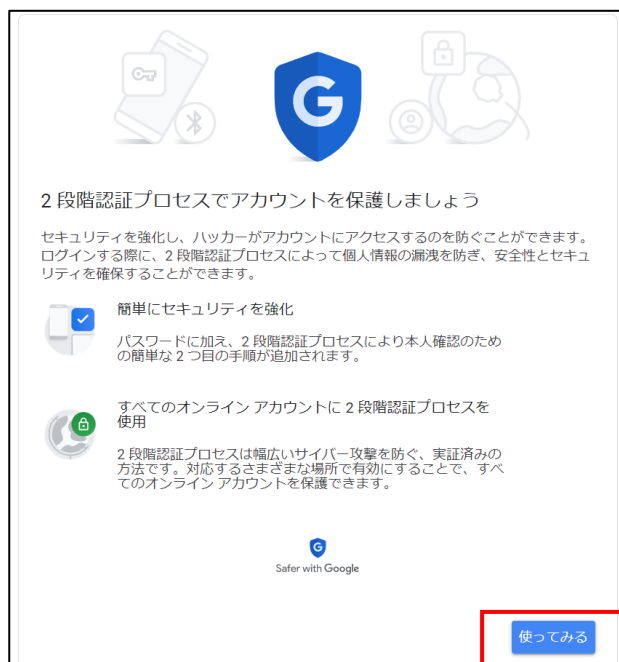 G
2 段階認証プロセスでアカウントを保護しましょう
セキュリティを強化し、ハッカーがアカウントにアクセスするのを防ぐことができます。
ログインする際に、2 段階認証プロセスによって個人情報の漏洩を防ぎ、安全性とセキュ
リティを確保することができます。
簡単にセキュリティを強化
パスワードに加え、2 段階認証プロセスにより本人確認のため
の簡単な 2 つ目の手順が追加されます。
すべてのオンライン アカウントに 2 段階認証プロセスを
使用
2 段階認証プロセスは幅広いサイバー攻撃を防ぐ、実証済みの
方法です。対応するさまざまな場所で有効にすることで、すべ
てのオンライン アカウントを保護できます。
G
Safer with Google
使ってみる